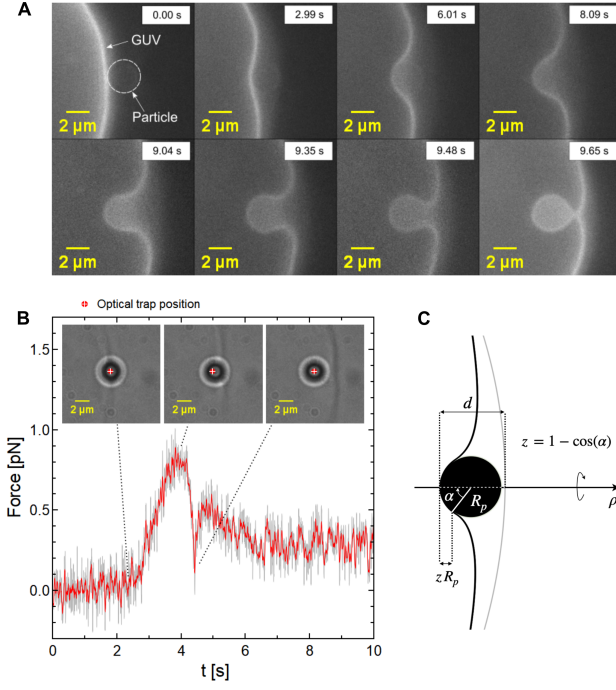 A
0.00 s
2.99 s
6.01 s
8.09 s
GUV
Particle
2 μm
2 μm
2 μm
2 μm
9.04 s
9.35 s
9.48 s
9.65 s
2 μm
2 μm
2 μm
2 μm
Optical trap position
B
C
1.5
1.0
0.5
0.0
Force [pN]
2 μm
2 μm
2 μm
0
2
4
6
8
10
t [s]
d
z = 1 − cos(α)
α
R_p
ρ
z R_p